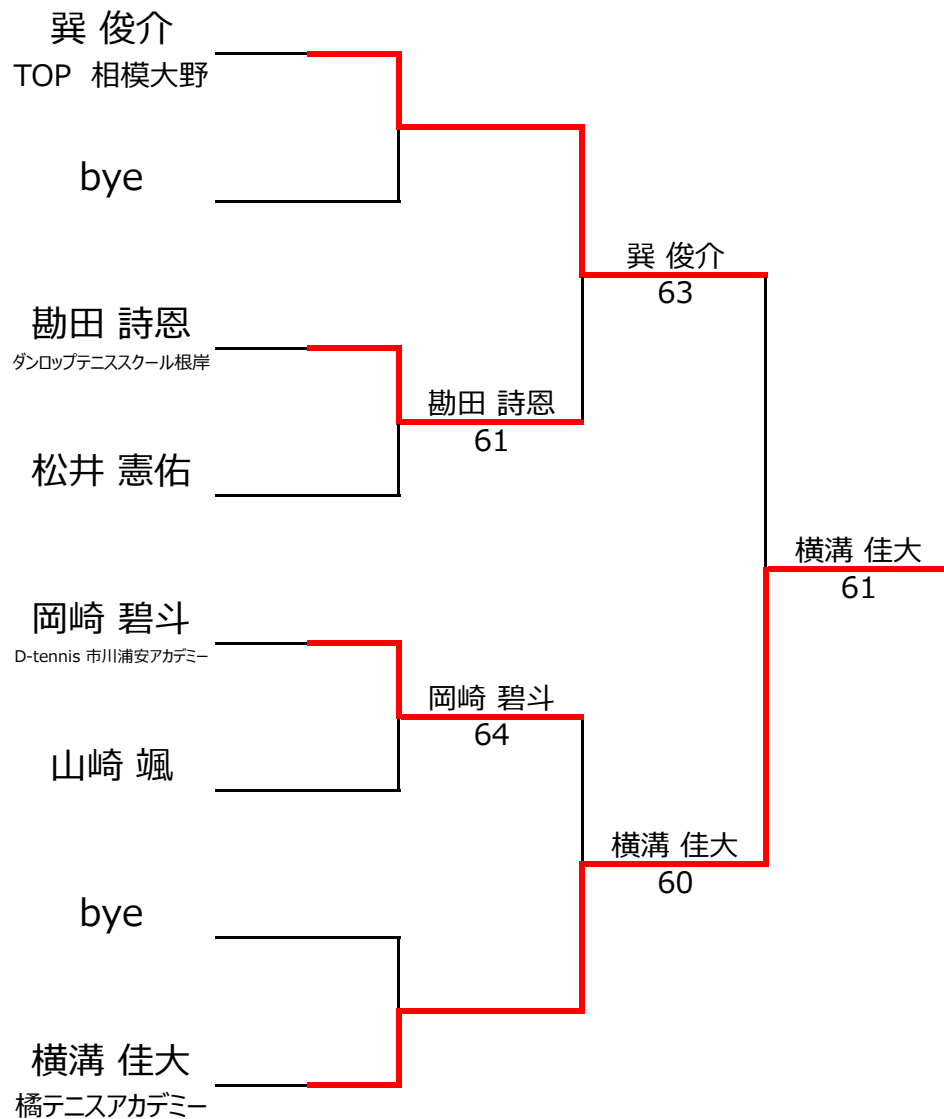 巽 俊介
TOP 相模大野
bye
巽 俊介
63
勘田 詩恩
ダンロップテニススクール根岸
勘田 詩恩
61
松井 憲佑
横溝 佳大
61
岡崎 碧斗
D-tennis 市川浦安アカデミー
岡崎 碧斗
64
山崎 颯
横溝 佳大
60
bye
横溝 佳大
橘テニスアカデミー